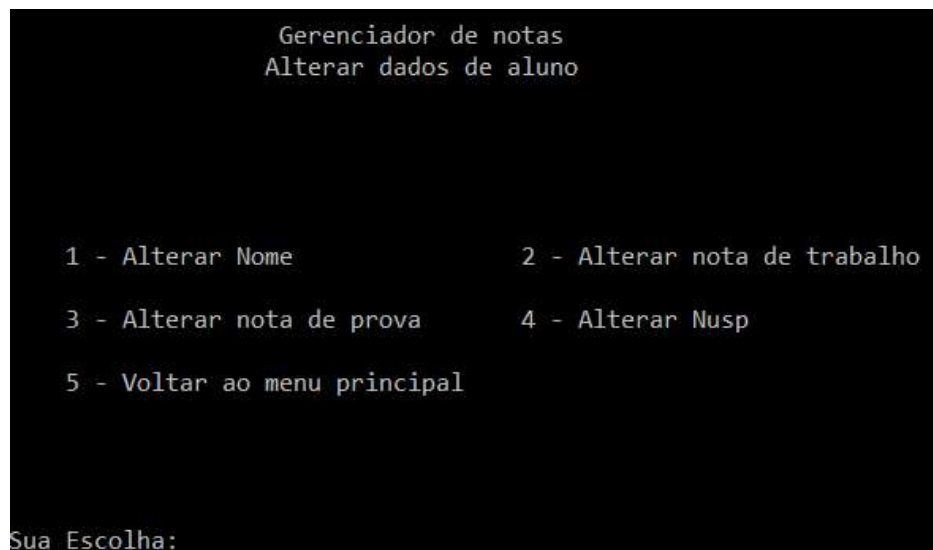 Gerenciador de notas
Alterar dados de aluno
1 - Alterar Nome 2 - Alterar nota de trabalho
3 - Alterar nota de prova 4 - Alterar Nusp
5 - Voltar ao menu principal
Sua Escolha: